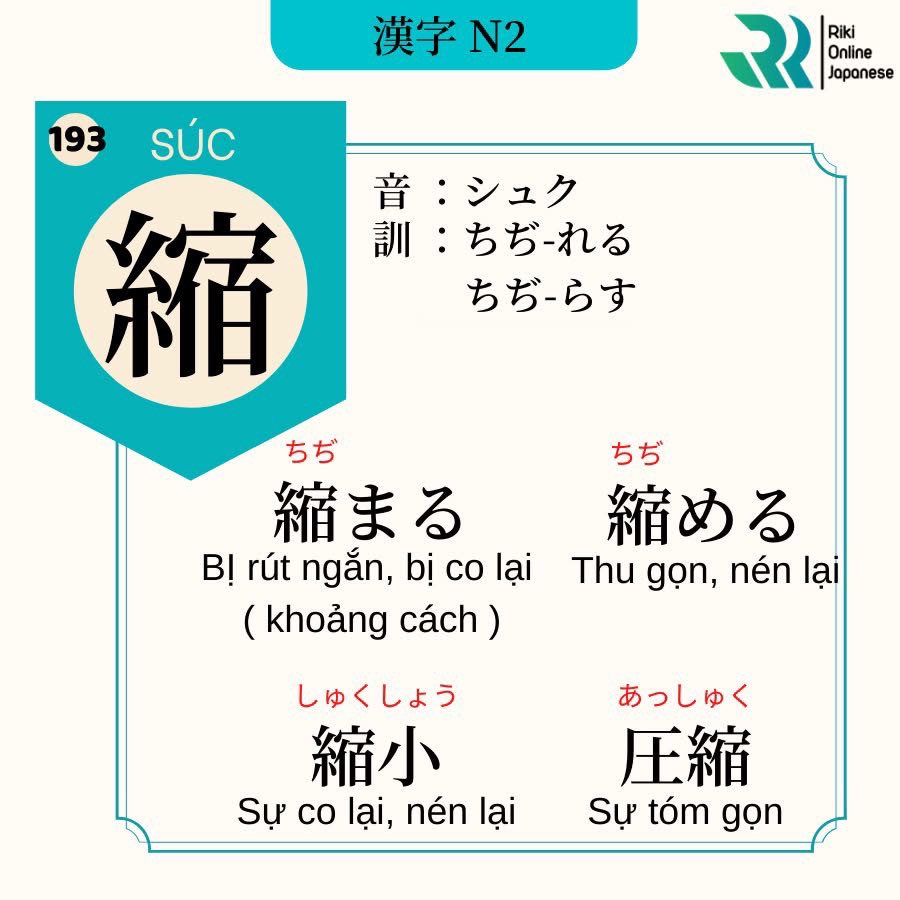 漢字 N2
Riki
Online
Japanese
193
SÚC
縮
音 ：シュク
訓 ：ちぢ-れる
ちぢ-らす
ちぢ
縮まる
BỊ rút ngắn, bị co lại
( khoảng cách )
ちぢ
縮める
Thu gọn, nén lại
しゅくしょう
縮小
Sự co lại, nén lại
あっしゅく
圧縮
Sự tóm gọn